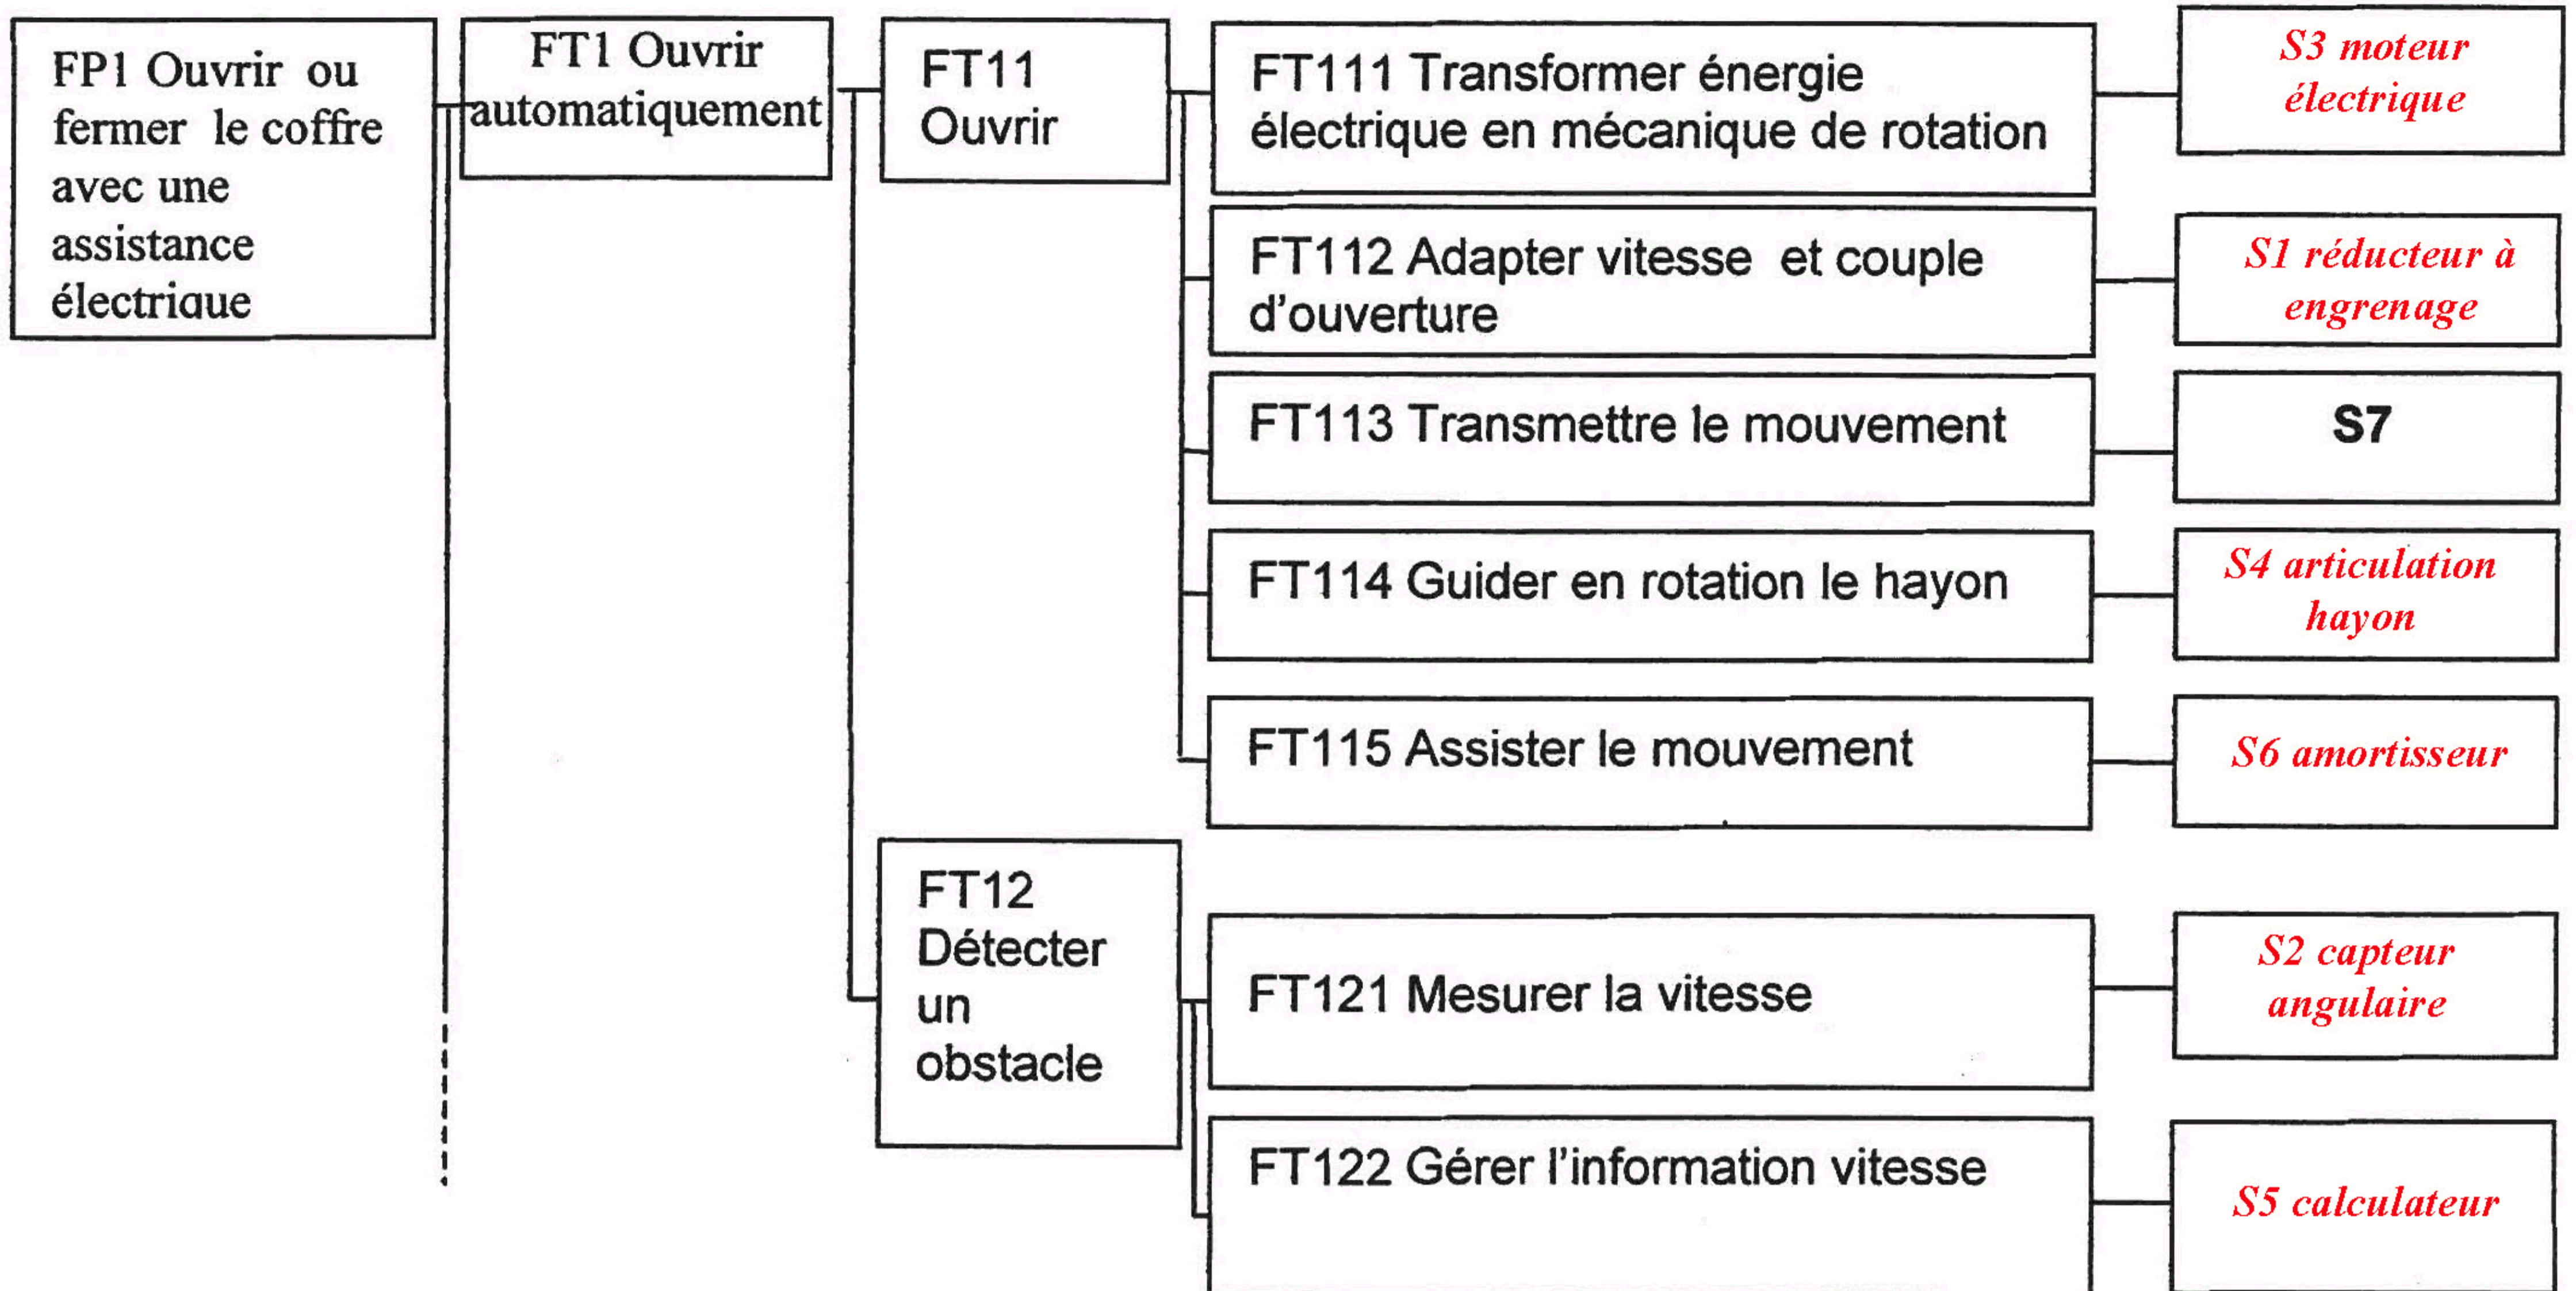 FP1 Ouvrir ou
fermer le coffre
avec une
assistance
électrique
FT1 Ouvrir
automatiquement
FT11
Ouvrir
FT111 Transformer énergie
électrique en mécanique de rotation
S3 moteur
électrique
FT112 Adapter vitesse et couple
d'ouverture
S1 réducteur à
engrenage
FT113 Transmettre le mouvement
S7
FT114 Guider en rotation le hayon
S4 articulation
hayon
FT115 Assister le mouvement
S6 amortisseur
FT12
Détecter
un
obstacle
FT121 Mesurer la vitesse
S2 capteur
angulaire
FT122 Gérer l'information vitesse
S5 calculateur